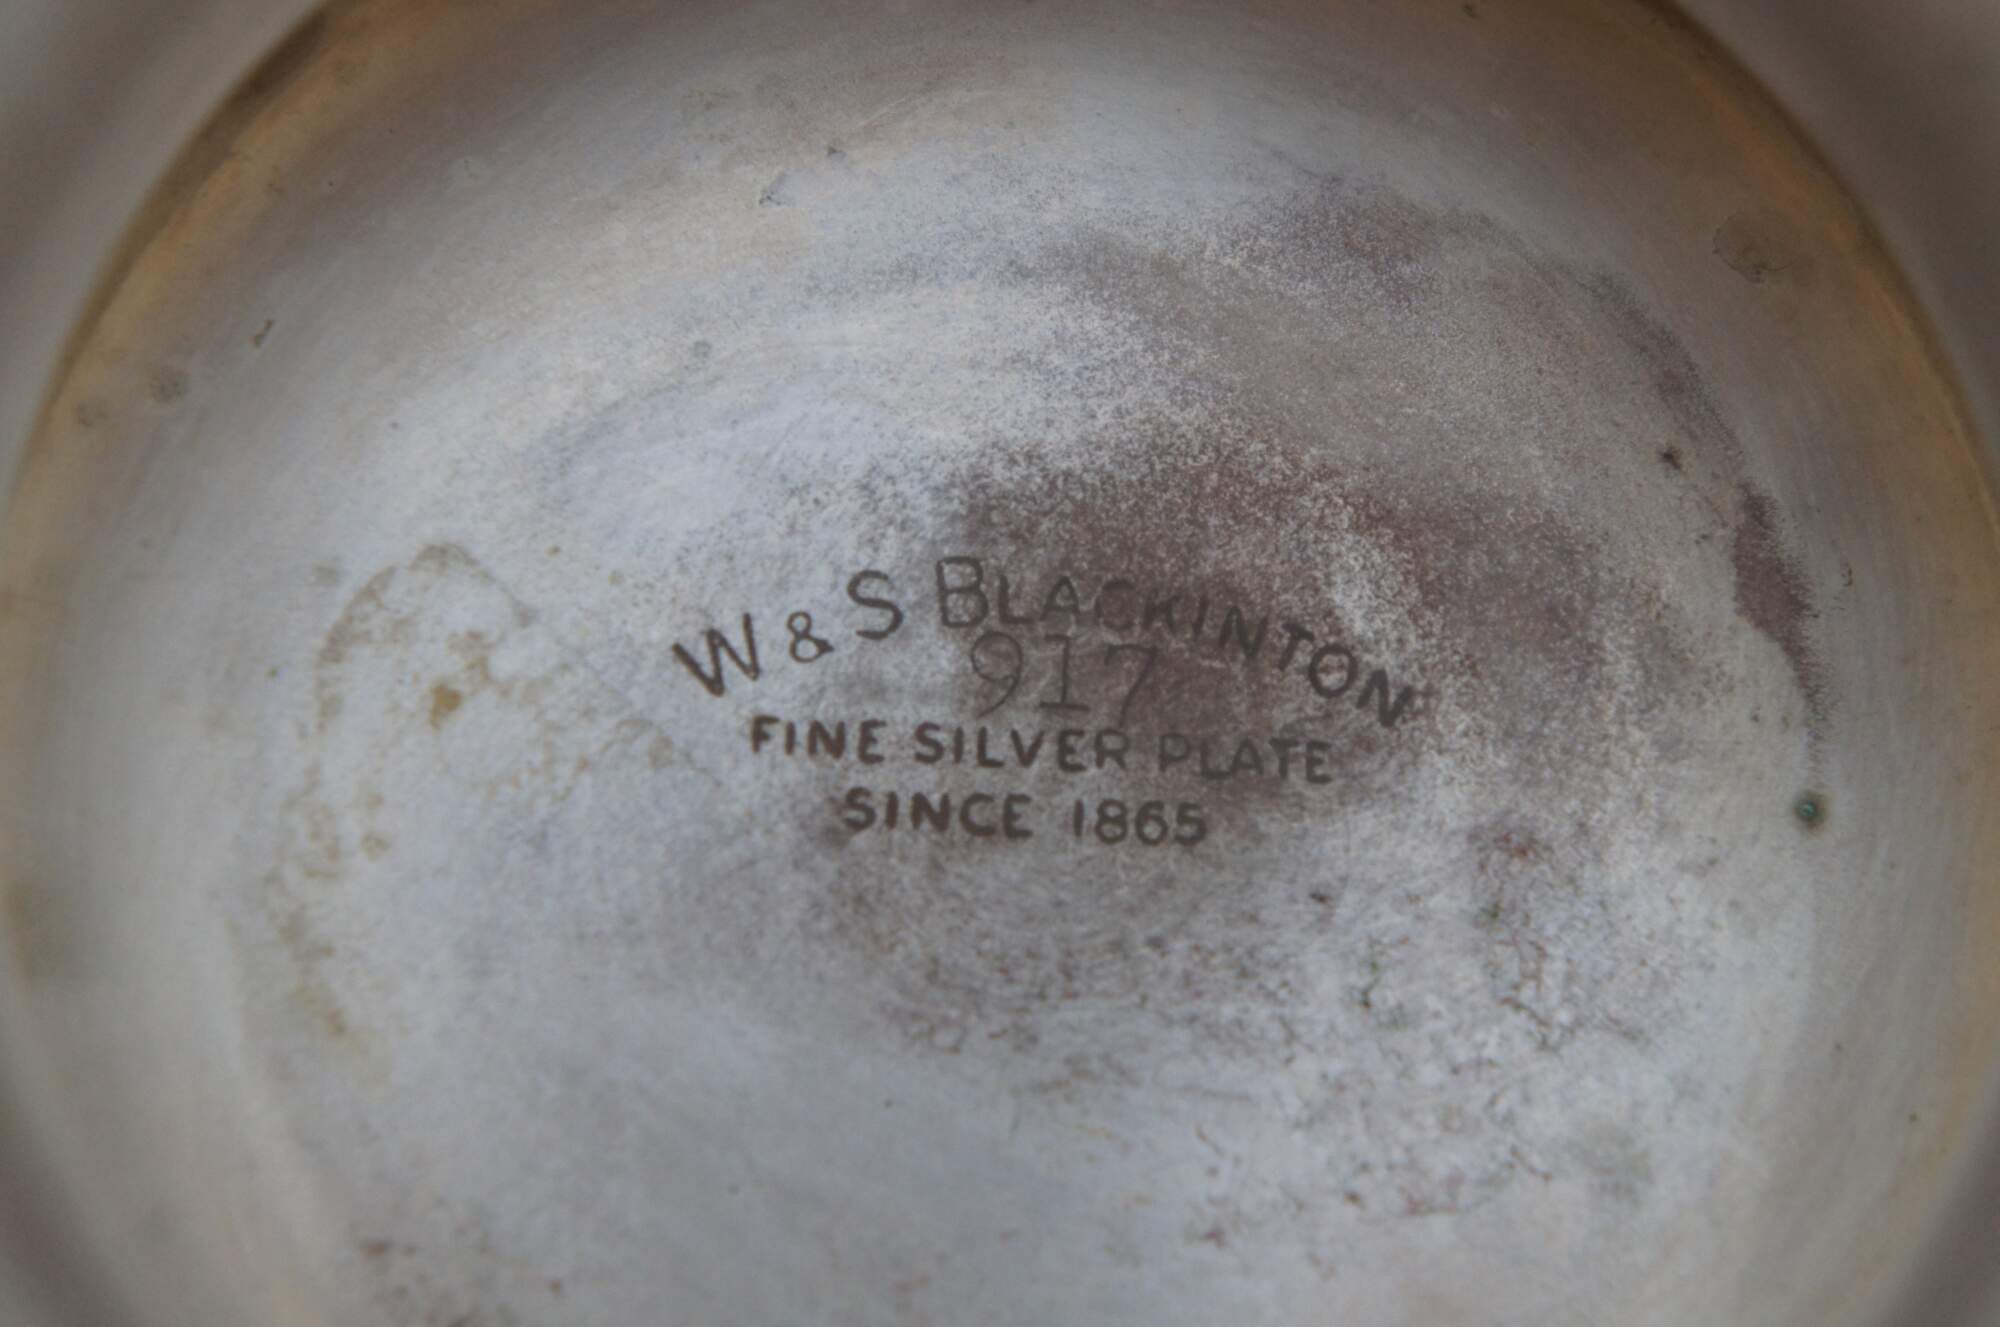 W & S BLACKINTON
917
FINE SILVER PLATE
SINCE 1865